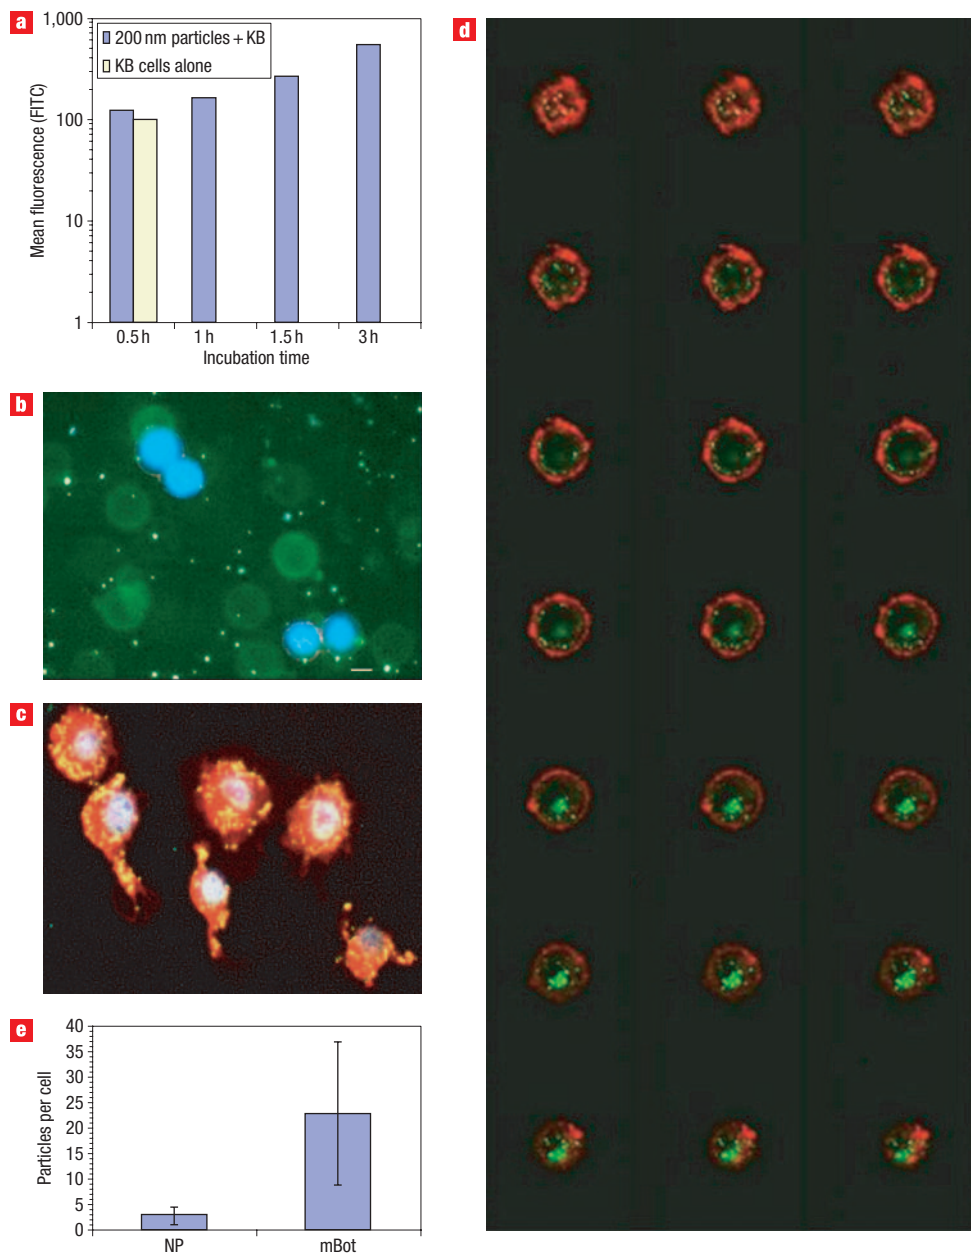 a
1,000
100
10
1
Mean fluorescence (FITC)
200 nm particles + KB
KB cells alone
0.5 h
1 h
1.5 h
3 h
Incubation time
b
c
d
e
40
35
30
25
20
15
10
5
0
Particles per cell
NP
mBot